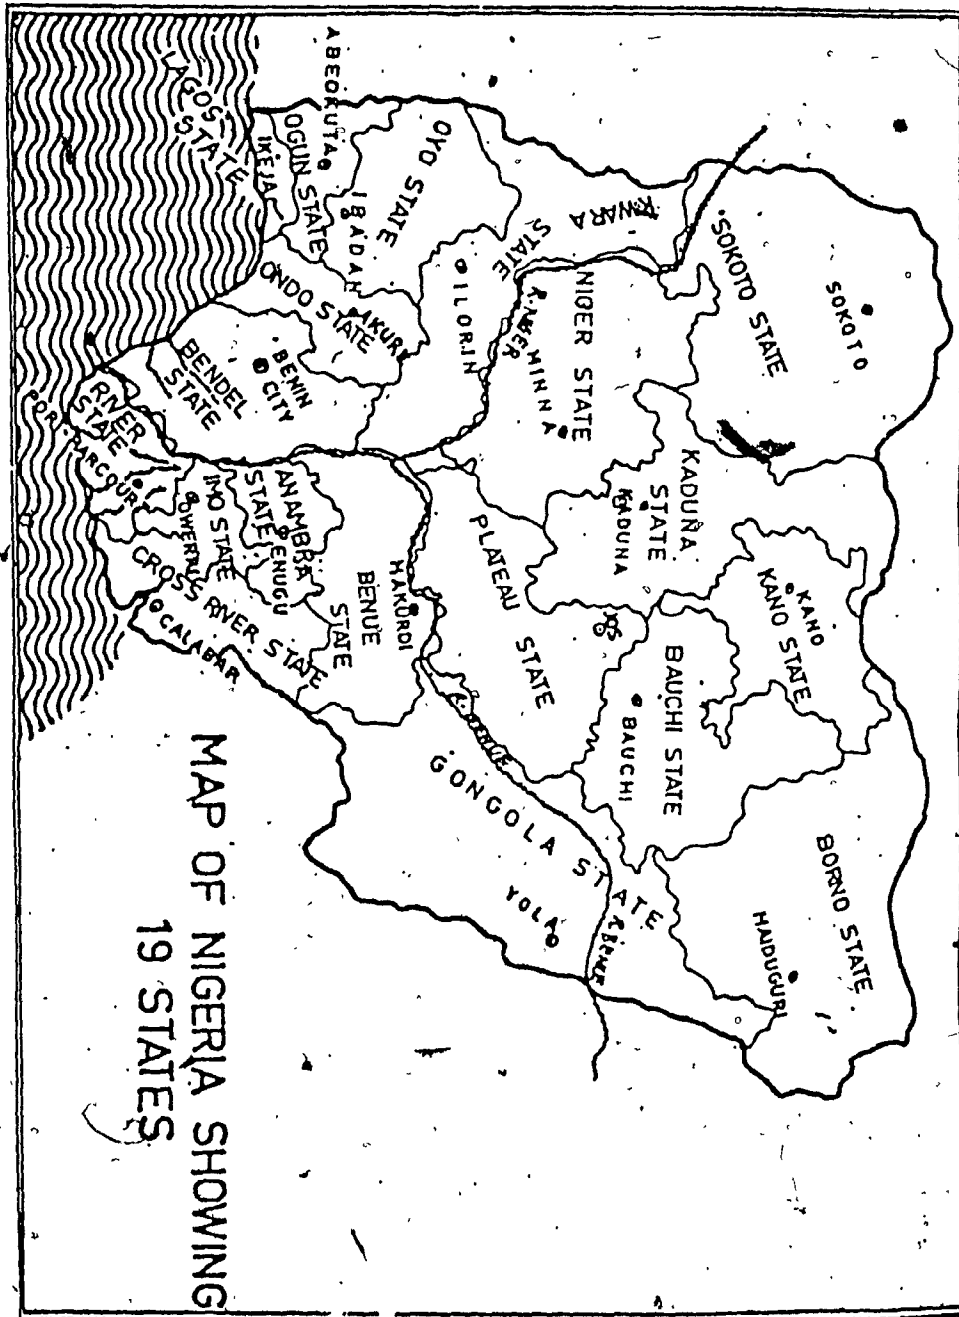 SOKOTO
SOKOTO STATE
KANO
KANO STATE
BORNO STATE
MAIDUGURI
KADUNA
STATE
KADUNA
BAUCHI STATE
BAUCHI
JOS
KWARA
STATE
NIGER STATE
MINNA
R. NIGER
PLATEAU
STATE
ILORIN
OYO STATE
IBADAN
ABEOKUTA
OGUN STATE
IKEJA
LAGOS
STATE
ONDO STATE
AKURE
BENIN
CITY
BENDEL
STATE
MAKURDI
BENUE
STATE
R. BENUE
GONGOLA STATE
YOLA
R. BENUE
ANAMBRA
STATE
ENUGU
IMO STATE
OWERRI
RIVER
STATE
CROSS RIVER STATE
CALABAR
MAP OF NIGERIA SHOWING
19 STATES